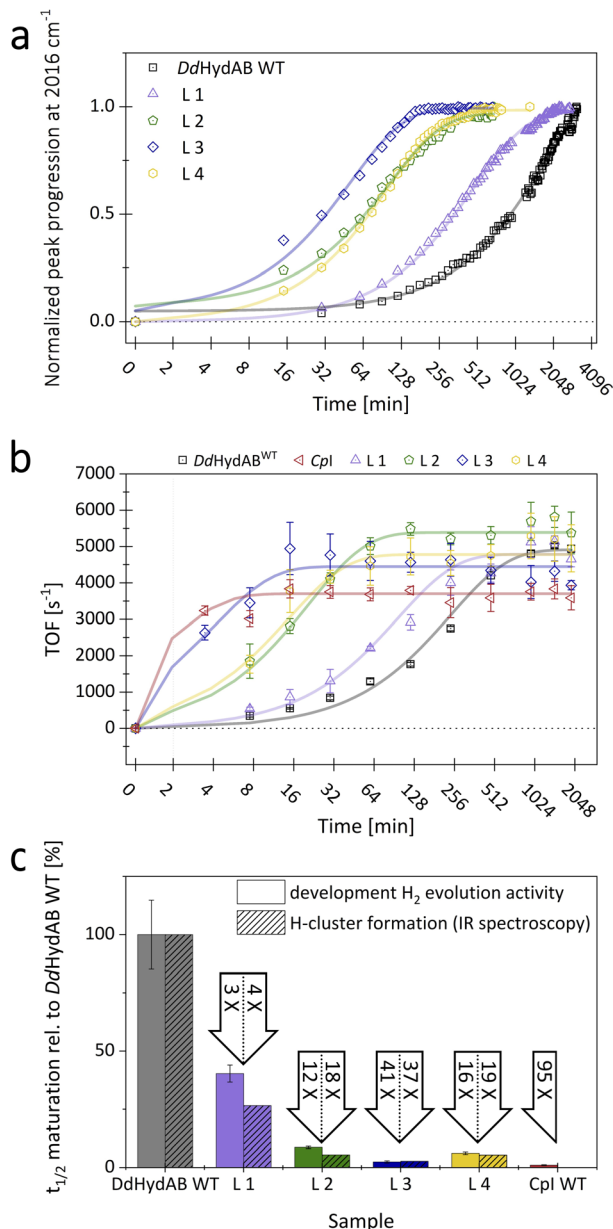 a
Normalized peak progression at 2016 cm⁻¹
DdHydAB WT
L 1
L 2
L 3
L 4
1.0
0.5
0.0
0 2 4 8 16 32 64 128 256 512 1024 2048 4096
Time [min]
b
DdHydAB^WT CpI L 1 L 2 L 3 L 4
TOF [s⁻¹]
7000
6000
5000
4000
3000
2000
1000
0
0 2 4 8 16 32 64 128 256 512 1024 2048
Time [min]
c
t1/2 maturation rel. to DdHydAB WT [%]
development H₂ evolution activity
H-cluster formation (IR spectroscopy)
100
50
0
3 X 4 X
12 X 18 X
41 X 37 X
16 X 19 X
95 X
DdHydAB WT L 1 L 2 L 3 L 4 CpI WT
Sample